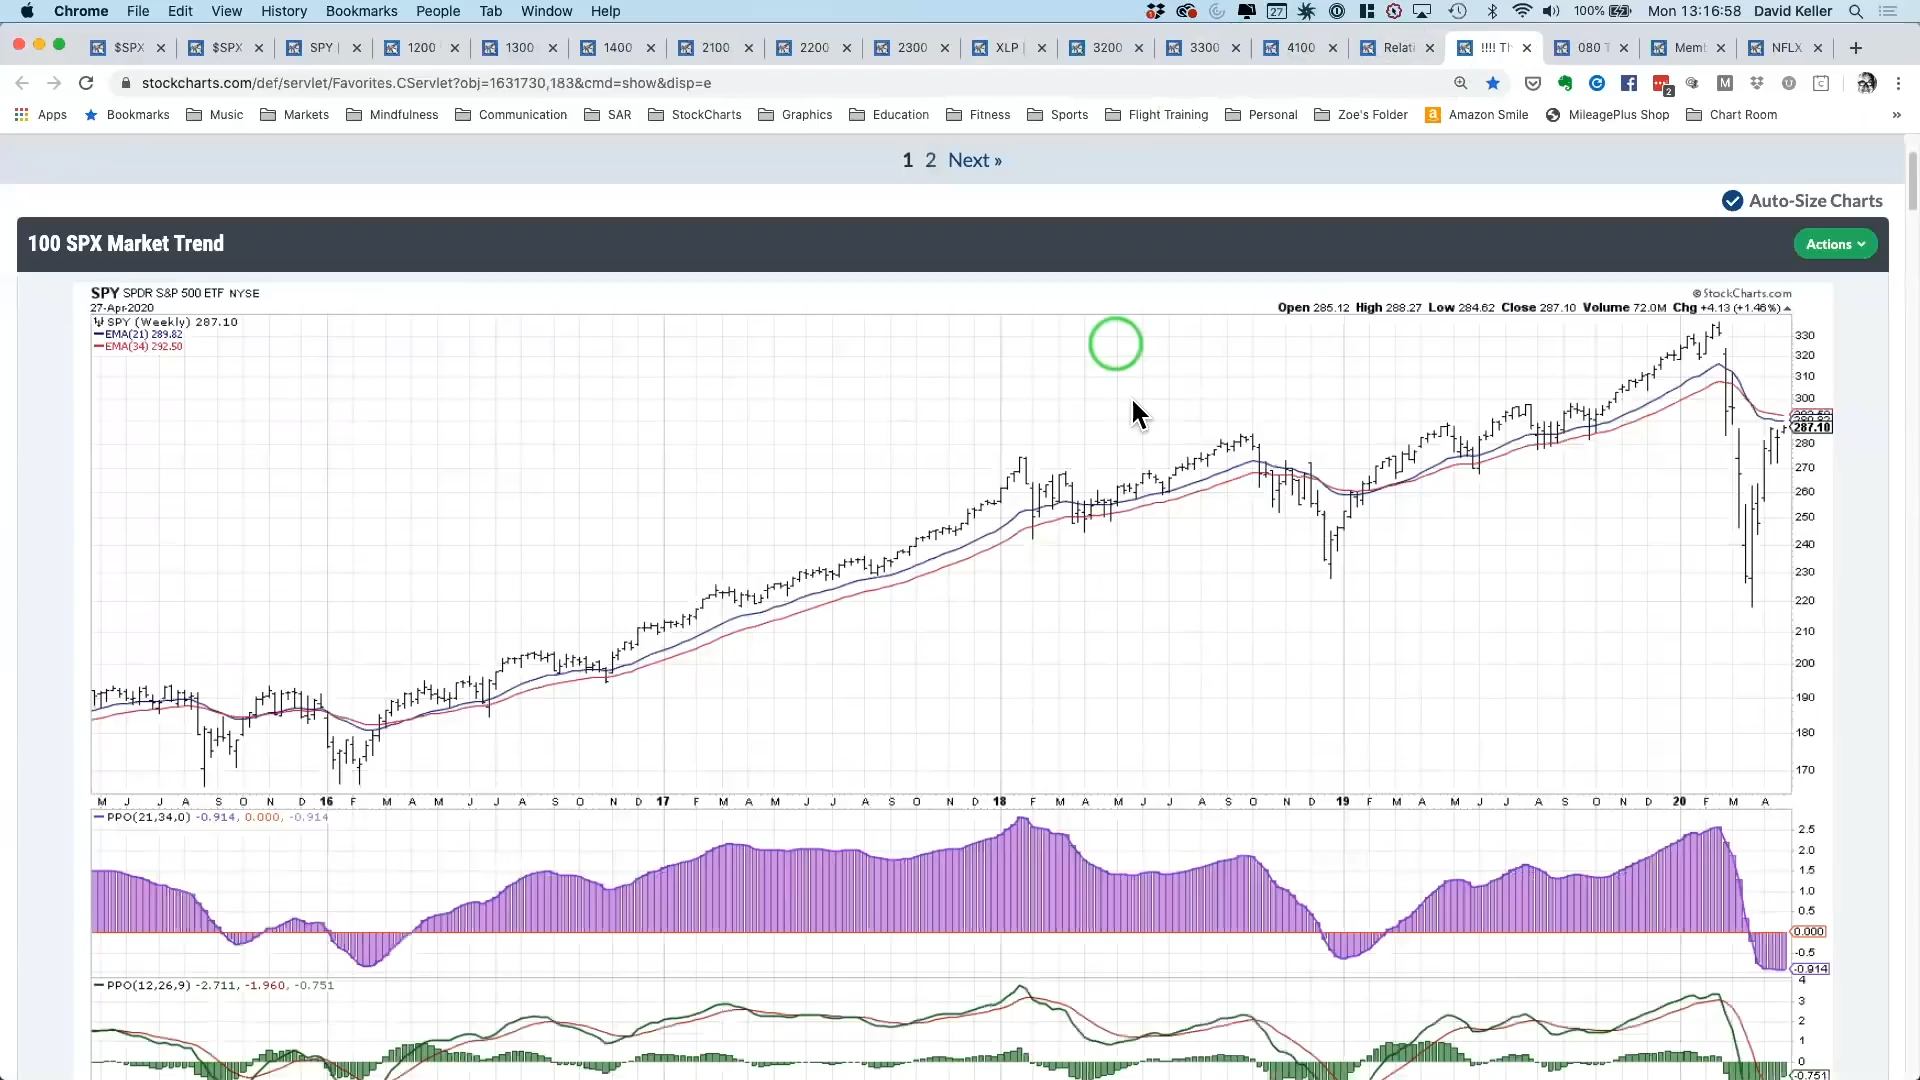 Chrome File Edit View History Bookmarks People Tab Window Help 27 100% Mon 13:16:58 David Keller
$SPX $SPX SPY 1200 1300 1400 2100 2200 2300 XLP 3200 3300 4100 Relati !!!! Th 080 T Mem NFLX
stockcharts.com/def/servlet/Favorites.CServlet?obj=1631730,183&cmd=show&disp=e
Apps Bookmarks Music Markets Mindfulness Communication SAR StockCharts Graphics Education Fitness Sports Flight Training Personal Zoe's Folder Amazon Smile MileagePlus Shop Chart Room »
1 2 Next »
Auto-Size Charts
100 SPX Market Trend
Actions
SPY SPDR S&P 500 ETF NYSE
© StockCharts.com
27-Apr-2020
Open 285.12 High 288.27 Low 284.62 Close 287.10 Volume 72.0M Chg +4.13 (+1.46%)
SPY (Weekly) 287.10
EMA(21) 289.82
EMA(34) 292.50
330
320
310
300
287.10
280
270
260
250
240
230
220
210
200
190
180
170
M J J A S O N D 16 F M A M J J A S O N D 17 F M A M J J A S O N D 18 F M A M J J A S O N D 19 F M A M J J A S O N D 20 F M A
PPO(21,34,0) -0.914, 0.000, -0.914
2.5
2.0
1.5
1.0
0.5
0.000
-0.5
-0.914
PPO(12,26,9) -2.711, -1.960, -0.751
4
3
2
1
0
-0.751